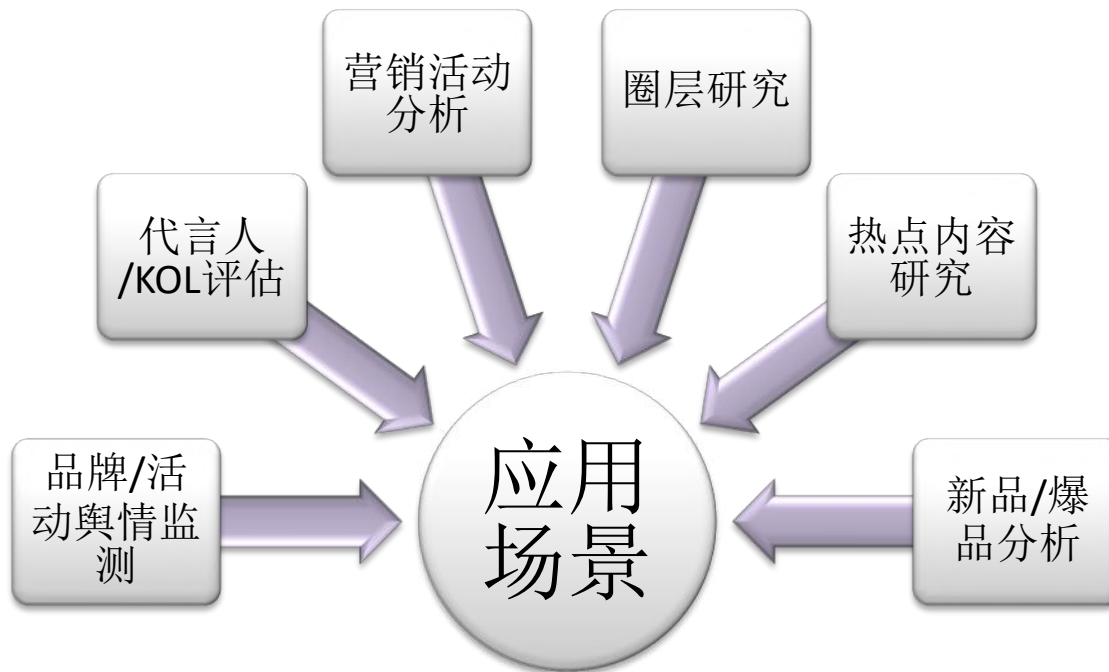 营销活动
分析
圈层研究
代言人
/KOL评估
热点内容
研究
品牌/活
动舆情监
测
应用
场景
新品/爆
品分析